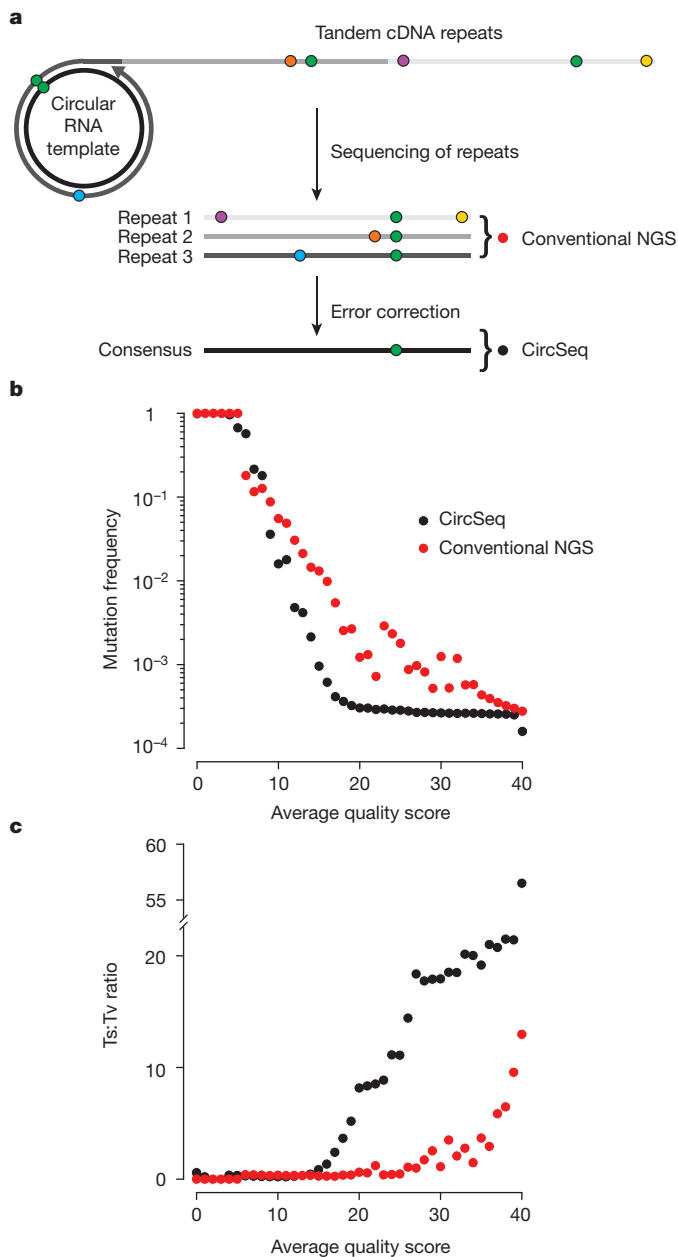 a
Tandem cDNA repeats
Circular
RNA
template
Sequencing of repeats
Repeat 1
Repeat 2
Repeat 3
} Conventional NGS
Error correction
Consensus
} CircSeq
b
1
10⁻¹
10⁻²
10⁻³
10⁻⁴
Mutation frequency
CircSeq
Conventional NGS
0 10 20 30 40
Average quality score
c
60
55
20
10
0
Ts:Tv ratio
0 10 20 30 40
Average quality score